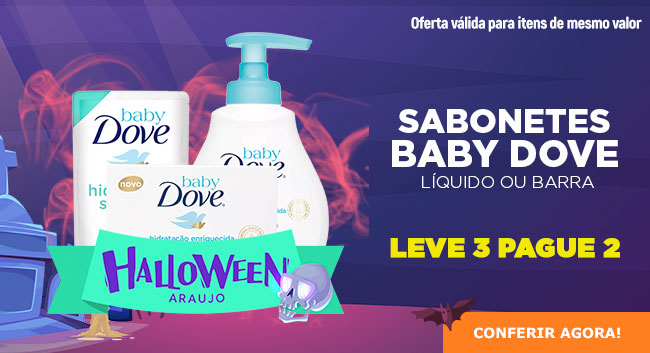 Oferta válida para itens de mesmo valor
SABONETES
BABY DOVE
LÍQUIDO OU BARRA
LEVE 3 PAGUE 2
CONFERIR AGORA!
baby
Dove
baby
Dove
novo
baby
Dove
hidratação enriquecida
HALLOWEEN
ARAUJO